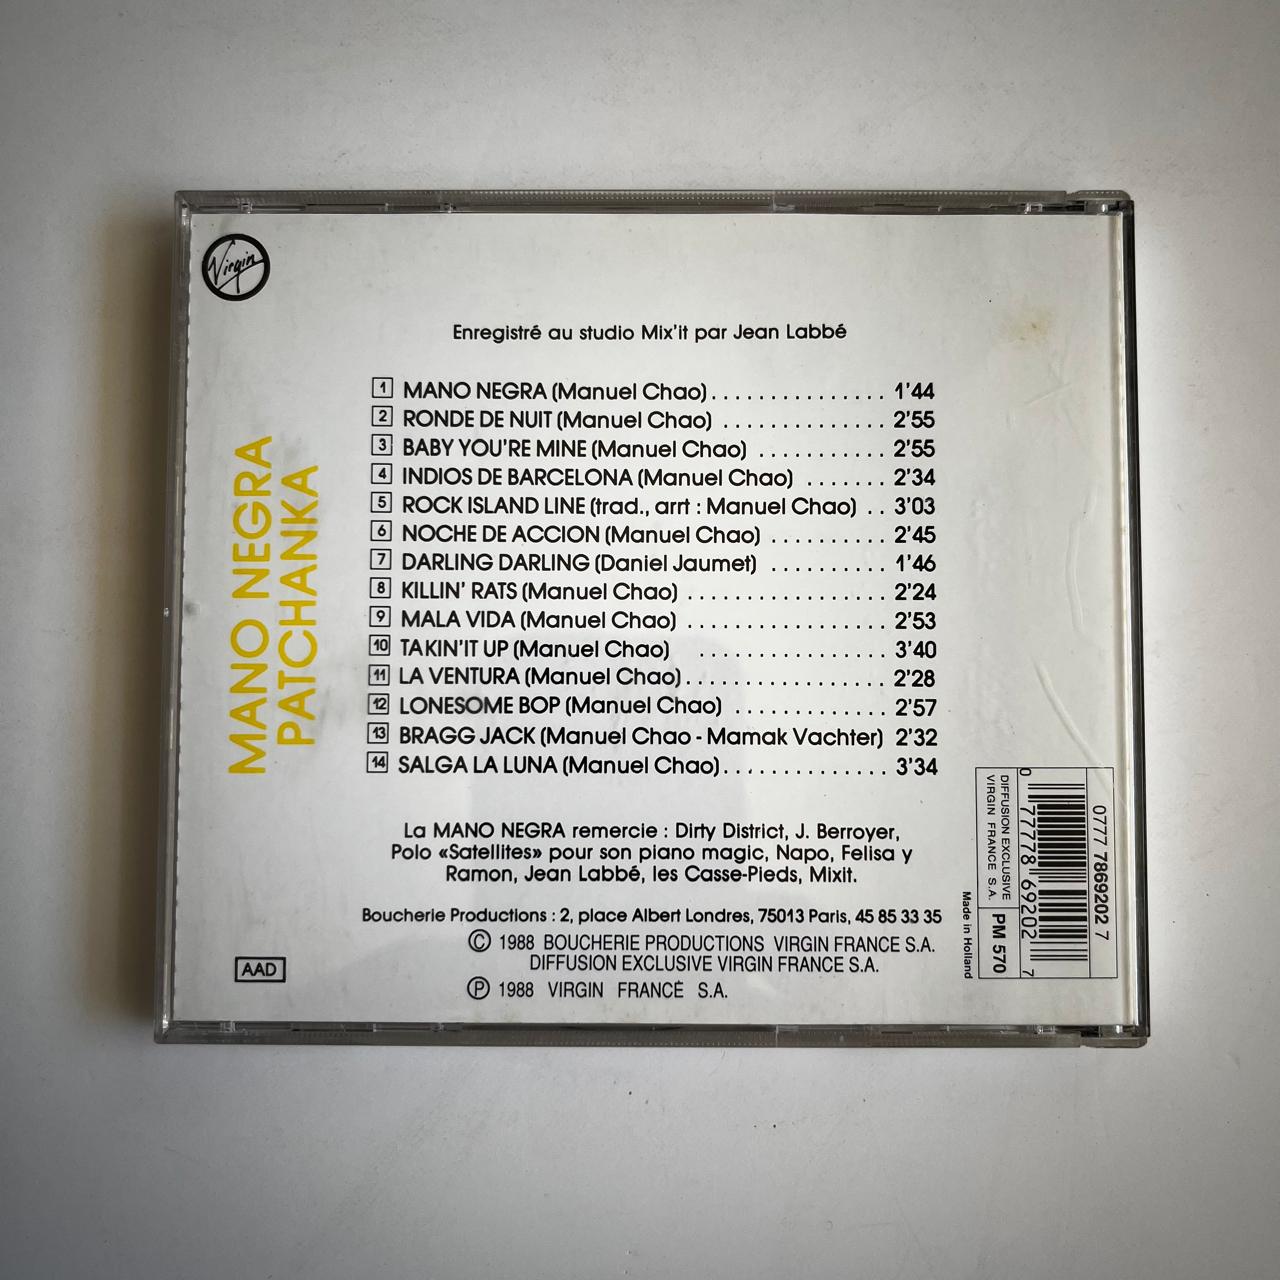 Virgin
MANO NEGRA
PATCHANKA
Enregistré au studio Mix'it par Jean Labbé
1 MANO NEGRA (Manuel Chao) . . . . . . . . . . . . . . . 1'44
2 RONDE DE NUIT (Manuel Chao) . . . . . . . . . . . . . . 2'55
3 BABY YOU'RE MINE (Manuel Chao) . . . . . . . . . . . 2'55
4 INDIOS DE BARCELONA (Manuel Chao) . . . . . . . 2'34
5 ROCK ISLAND LINE (trad., arrt : Manuel Chao) . . 3'03
6 NOCHE DE ACCION (Manuel Chao) . . . . . . . . . . 2'45
7 DARLING DARLING (Daniel Jaumet) . . . . . . . . . . 1'46
8 KILLIN' RATS (Manuel Chao) . . . . . . . . . . . . . . . . . 2'24
9 MALA VIDA (Manuel Chao) . . . . . . . . . . . . . . . . . 2'53
10 TAKIN'IT UP (Manuel Chao) . . . . . . . . . . . . . . . . 3'40
11 LA VENTURA (Manuel Chao) . . . . . . . . . . . . . . . . . 2'28
12 LONESOME BOP (Manuel Chao) . . . . . . . . . . . . . 2'57
13 BRAGG JACK (Manuel Chao - Mamak Vachter) 2'32
14 SALGA LA LUNA (Manuel Chao) . . . . . . . . . . . . . . 3'34
La MANO NEGRA remercie : Dirty District, J. Berroyer,
Polo «Satellites» pour son piano magic, Napo, Felisa y
Ramon, Jean Labbé, les Casse-Pieds, Mixit.
Boucherie Productions : 2, place Albert Londres, 75013 Paris, 45 85 33 35
© 1988 BOUCHERIE PRODUCTIONS VIRGIN FRANCE S.A.
DIFFUSION EXCLUSIVE VIRGIN FRANCE S.A.
℗ 1988 VIRGIN FRANCE S.A.
AAD
0777 7869202 7
0 77778 69202 7
DIFFUSION EXCLUSIVE
VIRGIN FRANCE S.A.
PM 570
Made in Holland